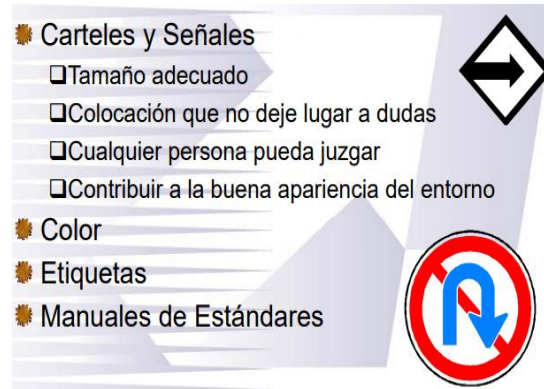 Carteles y Señales
Tamaño adecuado
Colocación que no deje lugar a dudas
Cualquier persona pueda juzgar
Contribuir a la buena apariencia del entorno
Color
Etiquetas
Manuales de Estándares